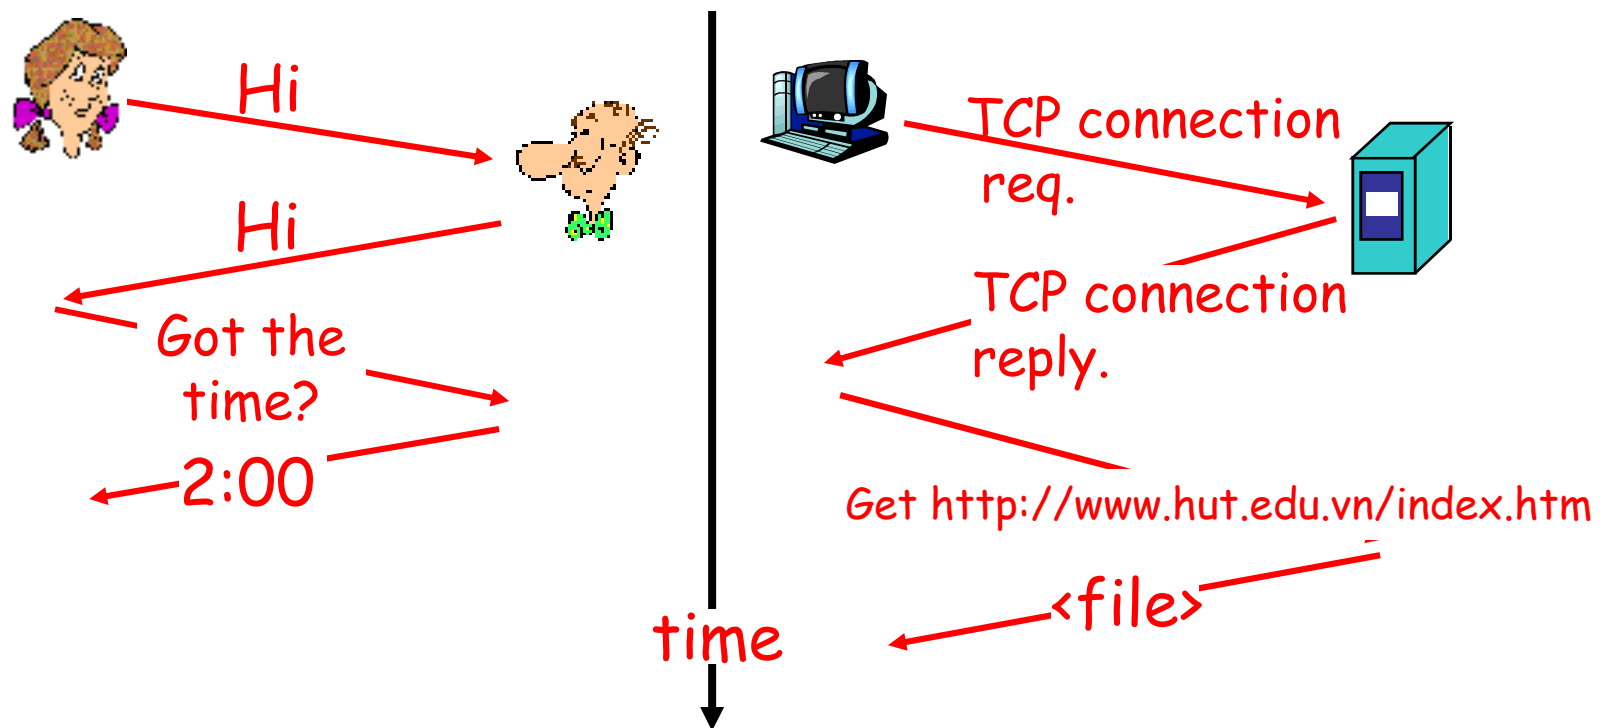 Hi
Hi
Got the
time?
2:00
TCP connection
req.
TCP connection
reply.
Get http://www.hut.edu.vn/index.htm
<file>
time